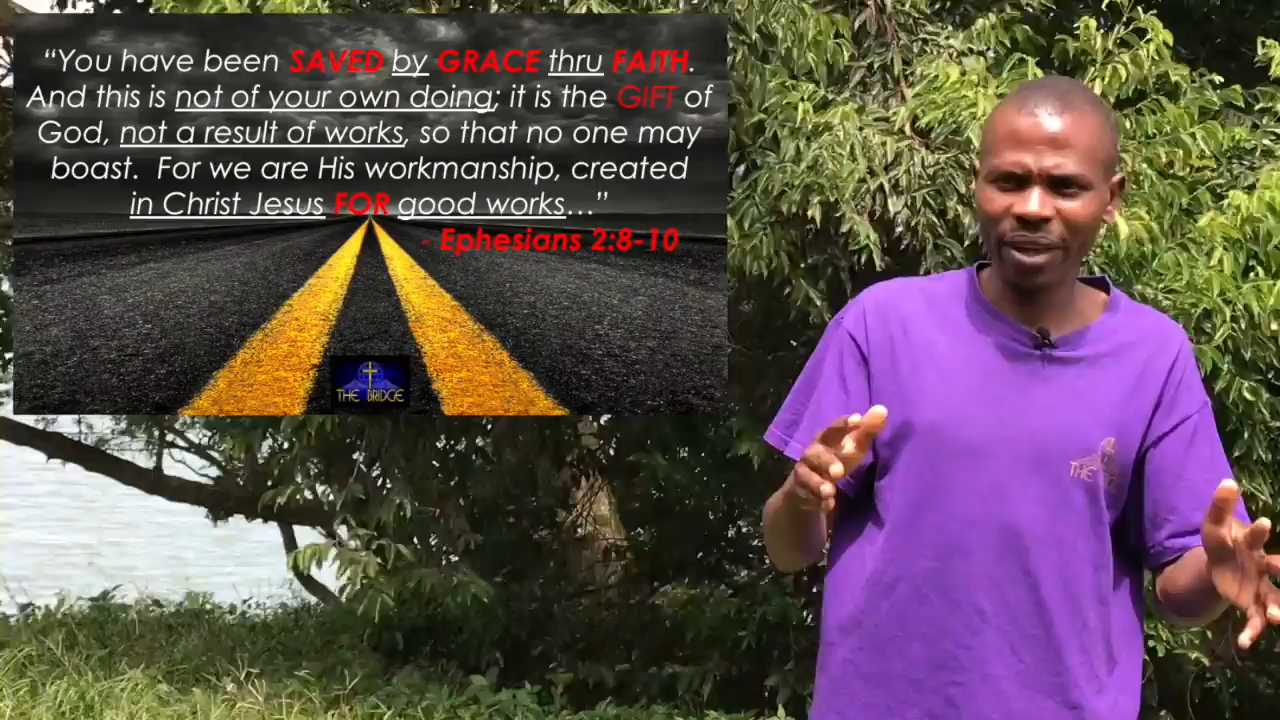 “You have been SAVED by GRACE thru FAITH.
And this is not of your own doing; it is the GIFT of
God, not a result of works, so that no one may
boast. For we are His workmanship, created
in Christ Jesus FOR good works…”
- Ephesians 2:8-10
THE BRIDGE
THE